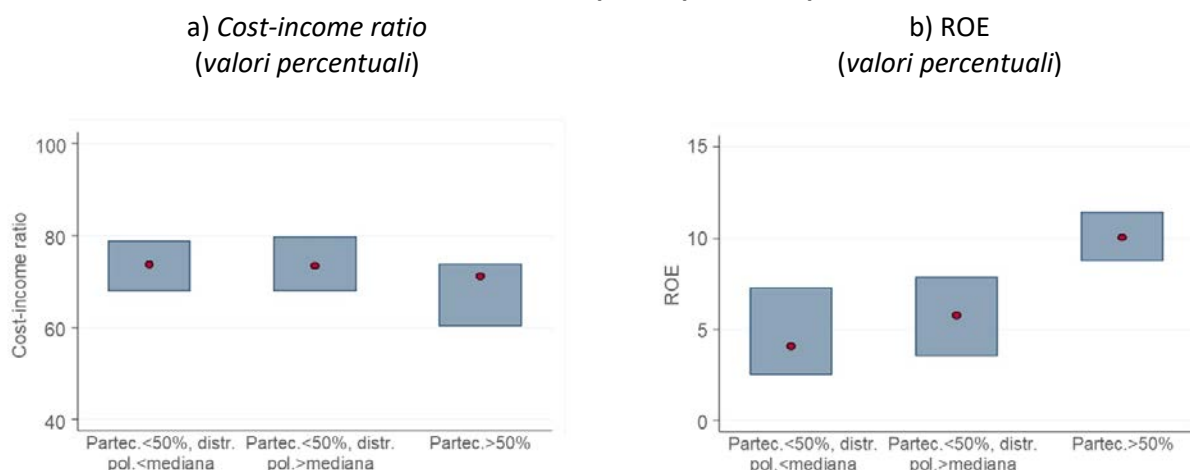 a) Cost-income ratio
(valori percentuali)
100
80
60
40
Cost-income ratio
Partec.<50%, distr.
pol.<mediana
Partec.<50%, distr.
pol.>mediana
Partec.>50%
b) ROE
(valori percentuali)
15
10
5
0
ROE
Partec.<50%, distr.
pol.<mediana
Partec.<50%, distr.
pol.>mediana
Partec.>50%